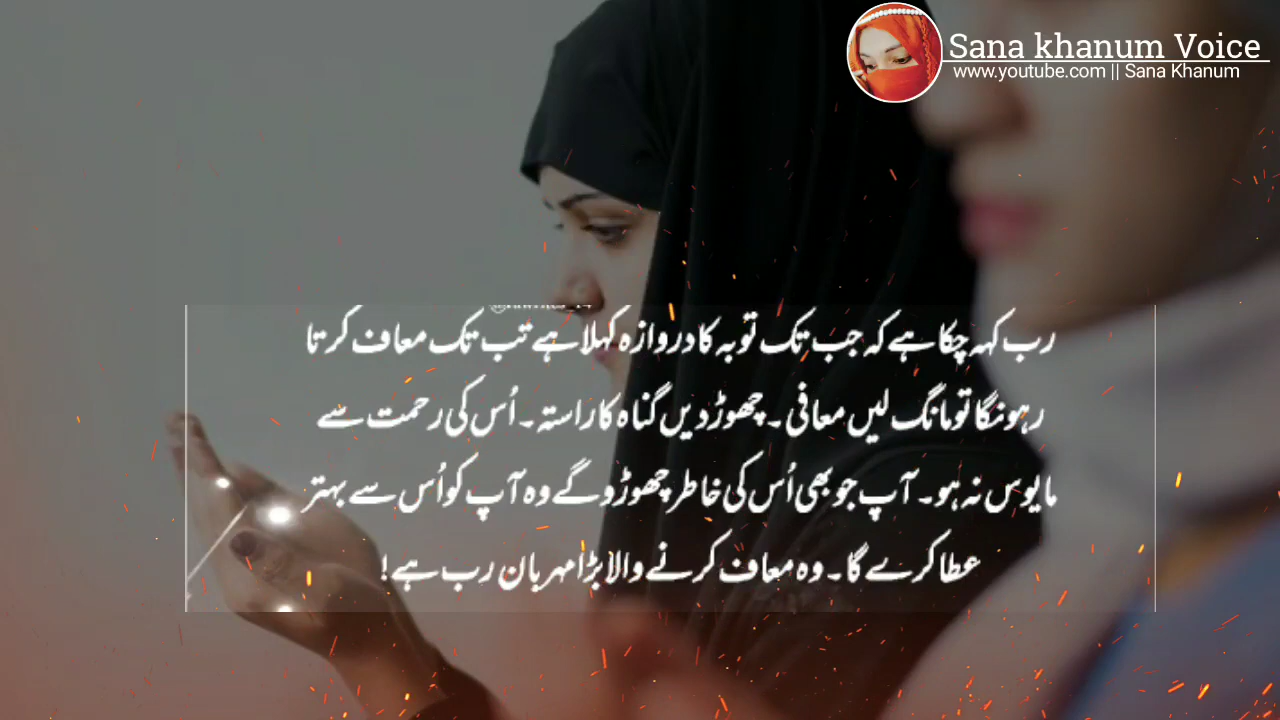 Sana khanum Voice
www.youtube.com || Sana Khanum
رب کہہ چکا ہے کہ جب تک توبہ کا دروازہ کہلا ہے تب تک معاف کرتا
رہونگا تو مانگ لیں معافی ۔ چھوڑ دیں گناہ کا راستہ ۔ اُس کی رحمت سے
مایوس نہ ہو ۔ آپ جو بھی اُس کی خاطر چھوڑو گے وہ آپ کو اُس سے بہتر
عطا کرے گا ۔ وہ معاف کرنے والا بڑا مہربان رب ہے !